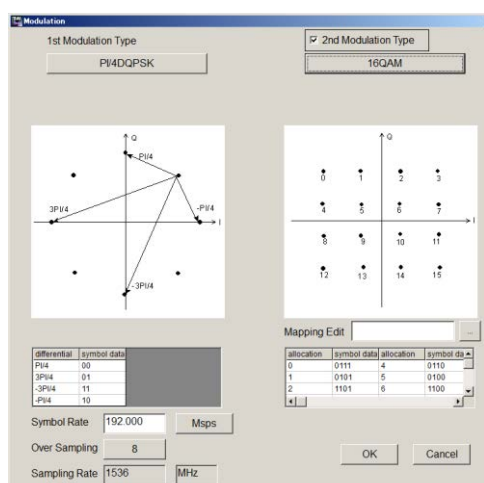 Modulation
1st Modulation Type
2nd Modulation Type
PI/4DQPSK
16QAM
Q
PI/4
3PI/4
-PI/4
I
-3PI/4
Q
0 1 2 3
4 5 6 7
I
8 9 10 11
12 13 14 15
Mapping Edit ...
differential symbol data
PI/4 00
3PI/4 01
-3PI/4 11
-PI/4 10
allocation symbol data allocation symbol da
0 0111 4 0110
1 0101 5 0100
2 1101 6 1100
Symbol Rate 192.000 Msps
Over Sampling 8
Sampling Rate 1536 MHz
OK Cancel